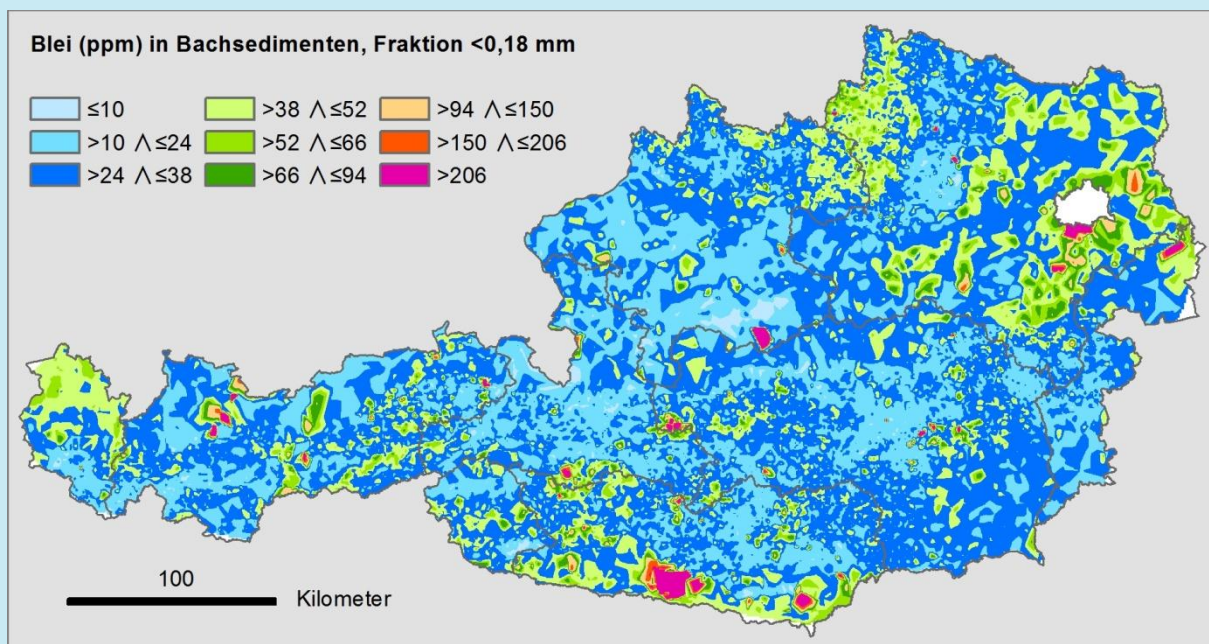 Blei (ppm) in Bachsedimenten, Fraktion <0,18 mm
≤10 >38 ⋀ ≤52 >94 ⋀ ≤150
>10 ⋀ ≤24 >52 ⋀ ≤66 >150 ⋀ ≤206
>24 ⋀ ≤38 >66 ⋀ ≤94 >206
100
Kilometer